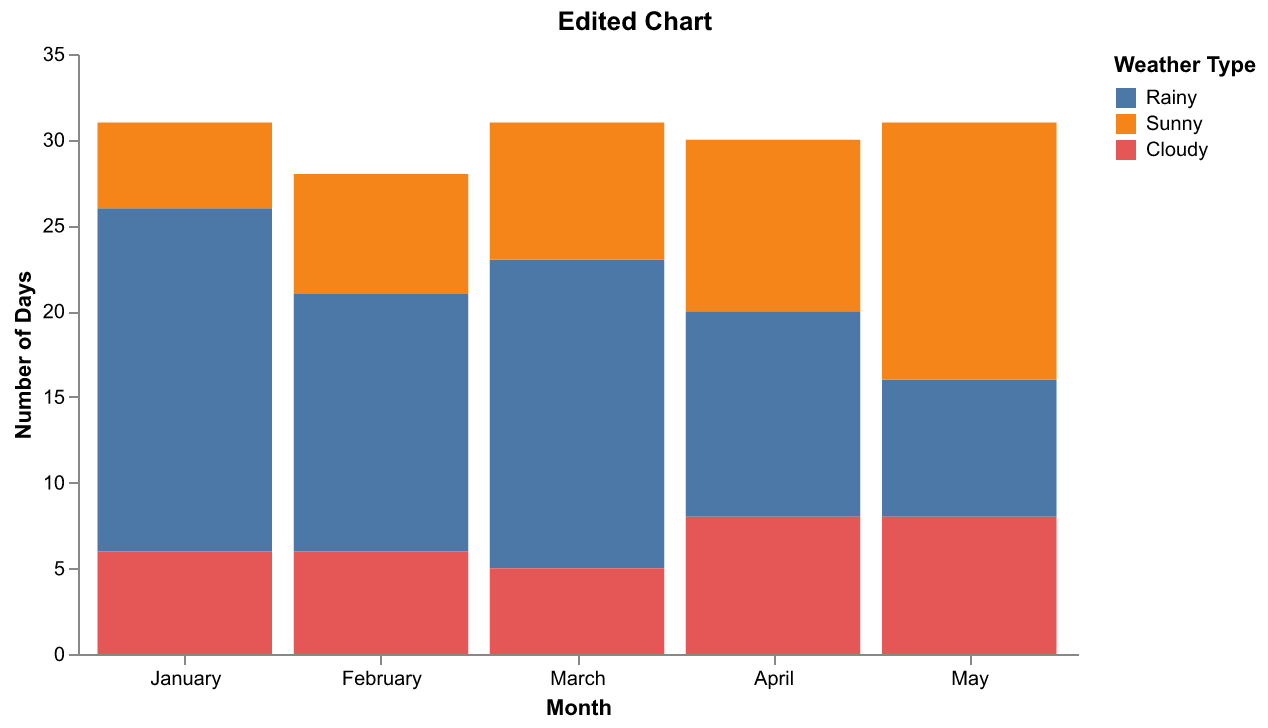 Edited Chart
35
30
25
20
15
10
5
0
Number of Days
January
February
March
April
May
Month
Weather Type
Rainy
Sunny
Cloudy